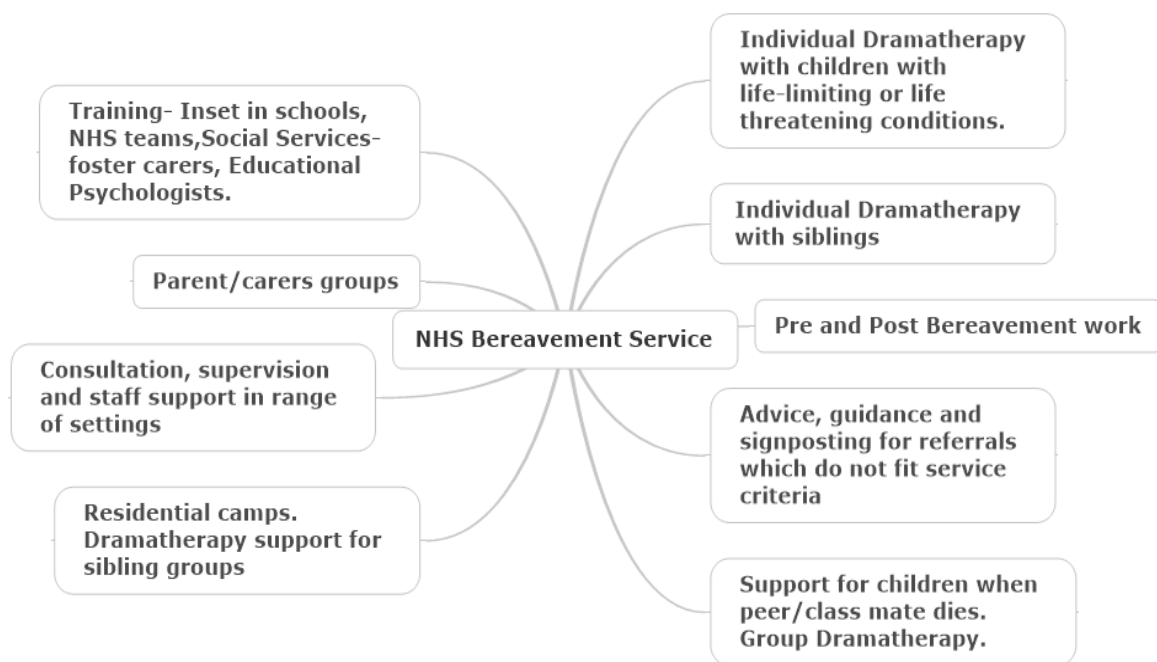 Training- Inset in schools,
NHS teams,Social Services-
foster carers, Educational
Psychologists.
Parent/carers groups
Consultation, supervision
and staff support in range
of settings
Residential camps.
Dramatherapy support for
sibling groups
NHS Bereavement Service
Individual Dramatherapy
with children with
life-limiting or life
threatening conditions.
Individual Dramatherapy
with siblings
Pre and Post Bereavement work
Advice, guidance and
signposting for referrals
which do not fit service
criteria
Support for children when
peer/class mate dies.
Group Dramatherapy.